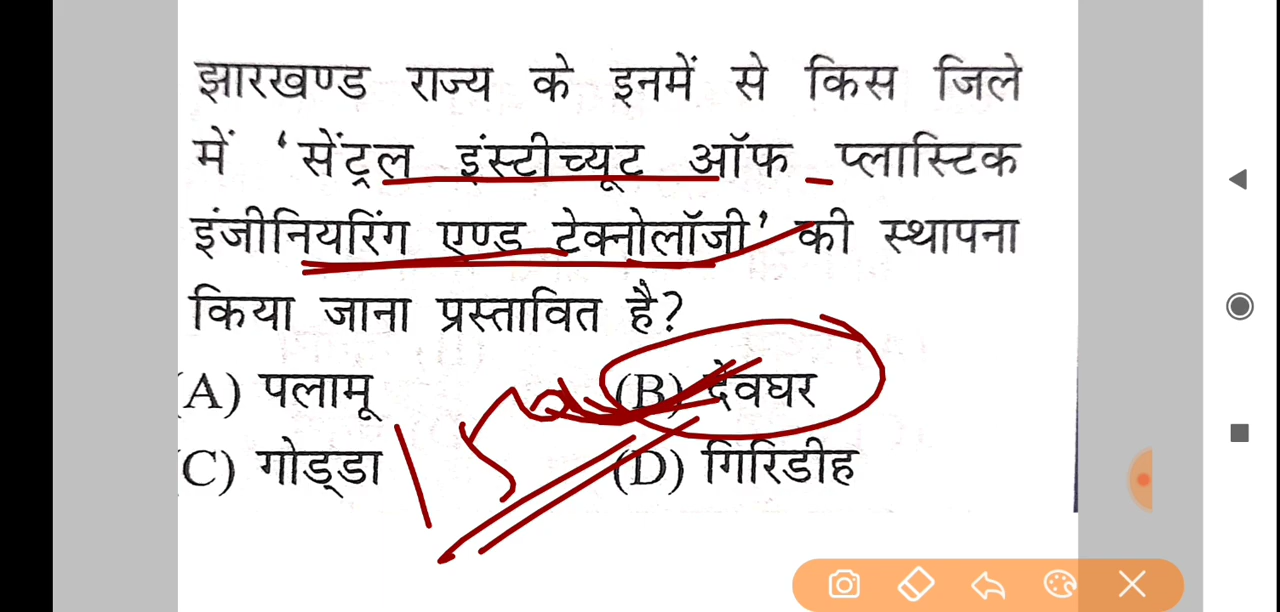 झारखण्ड राज्य के इनमें से किस जिले
में ‘सेंट्रल इंस्टीच्यूट ऑफ प्लास्टिक
इंजीनियरिंग एण्ड टेक्नोलॉजी’ की स्थापना
किया जाना प्रस्तावित है?
(A) पलामू (B) देवघर
(C) गोड्डा (D) गिरिडीह